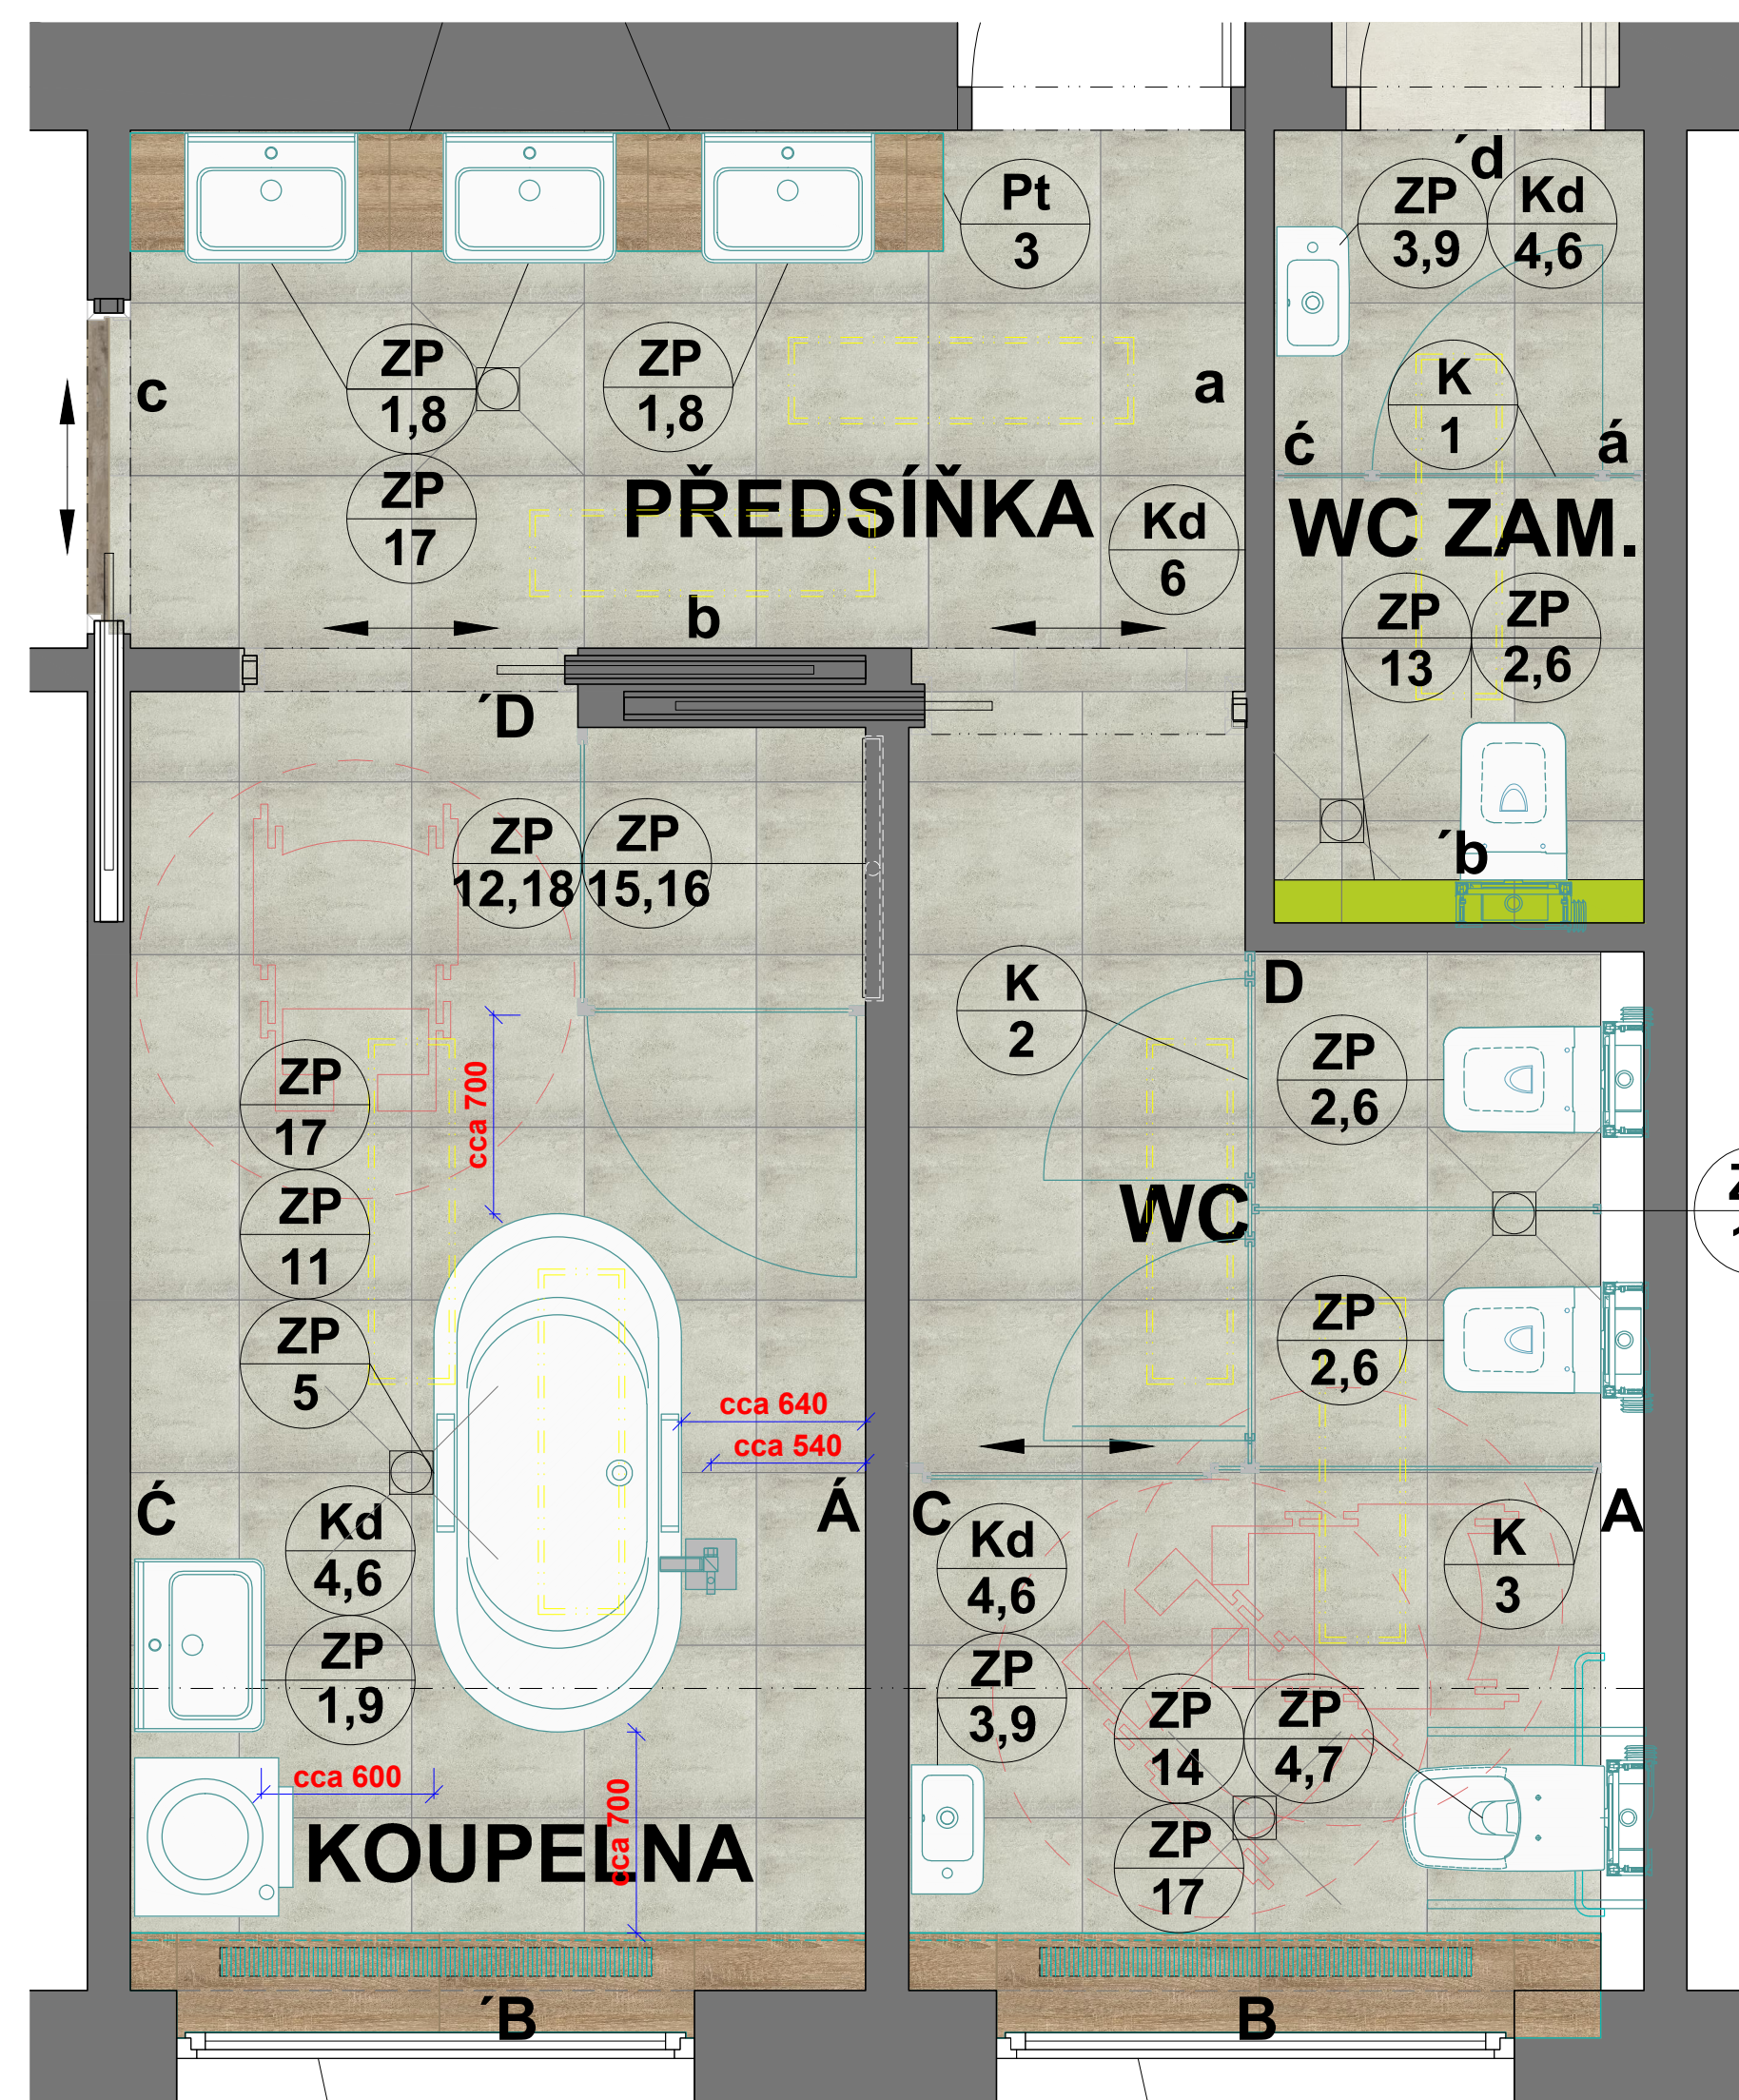 ´d
Pt
3
ZP
3,9
Kd
4,6
c
ZP
1,8
ZP
1,8
a
K
1
ć
á
ZP
17
PŘEDSÍŇKA
Kd
6
WC ZAM.
b
ZP
13
ZP
2,6
´D
ZP
12,18
ZP
15,16
´b
K
2
D
ZP
17
cca 700
ZP
2,6
ZP
11
WC
ZP
5
ZP
2,6
cca 640
cca 540
Ć
Á
C
A
Kd
4,6
Kd
4,6
K
3
ZP
1,9
ZP
3,9
ZP
14
ZP
4,7
cca 600
cca 700
KOUPELNA
ZP
17
´B
B